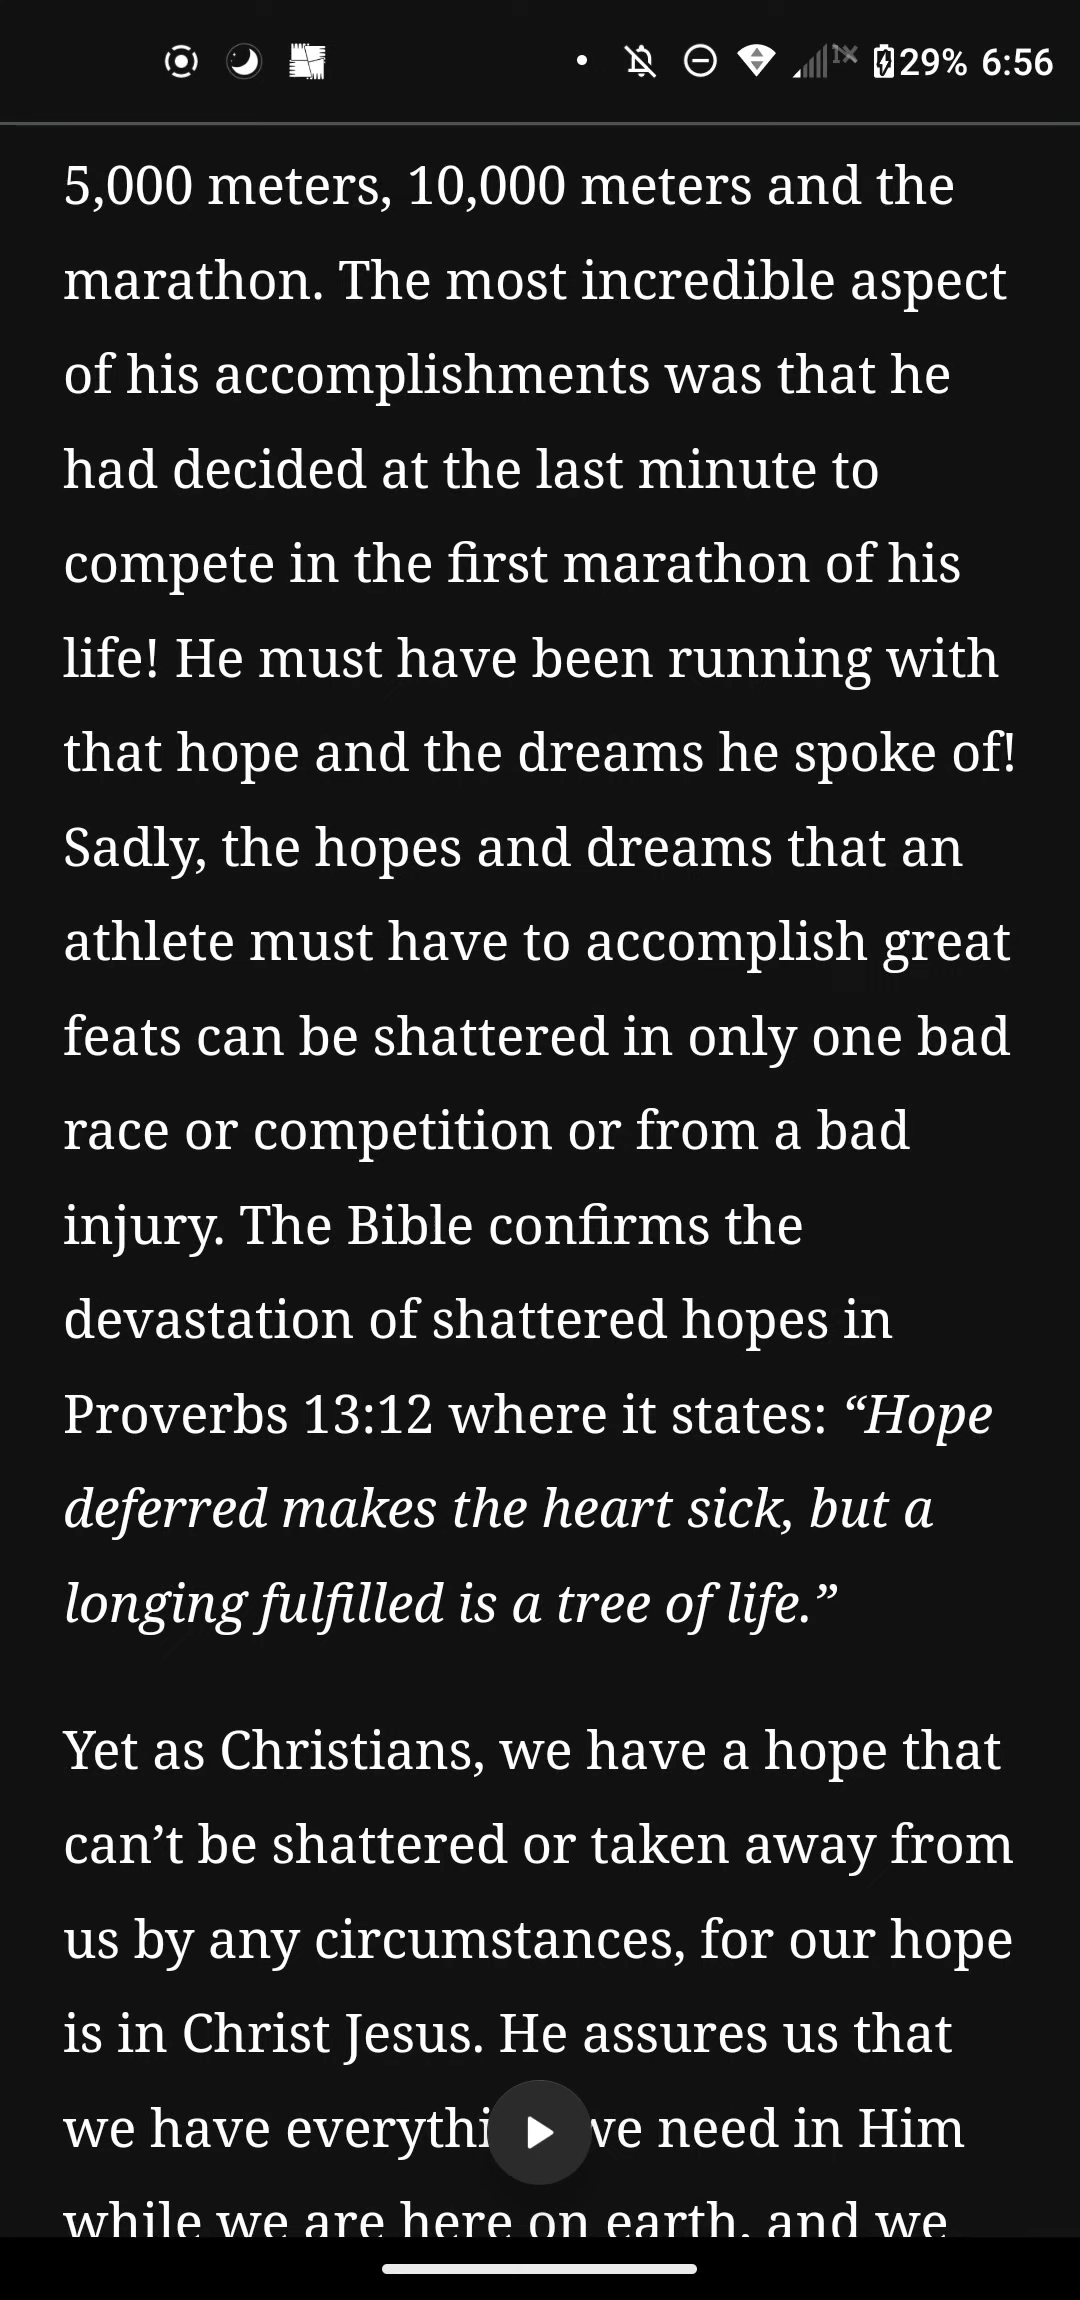 29% 6:56
5,000 meters, 10,000 meters and the
marathon. The most incredible aspect
of his accomplishments was that he
had decided at the last minute to
compete in the first marathon of his
life! He must have been running with
that hope and the dreams he spoke of!
Sadly, the hopes and dreams that an
athlete must have to accomplish great
feats can be shattered in only one bad
race or competition or from a bad
injury. The Bible confirms the
devastation of shattered hopes in
Proverbs 13:12 where it states: “Hope
deferred makes the heart sick, but a
longing fulfilled is a tree of life.”
Yet as Christians, we have a hope that
can’t be shattered or taken away from
us by any circumstances, for our hope
is in Christ Jesus. He assures us that
we have everythi we need in Him
while we are here on earth, and we